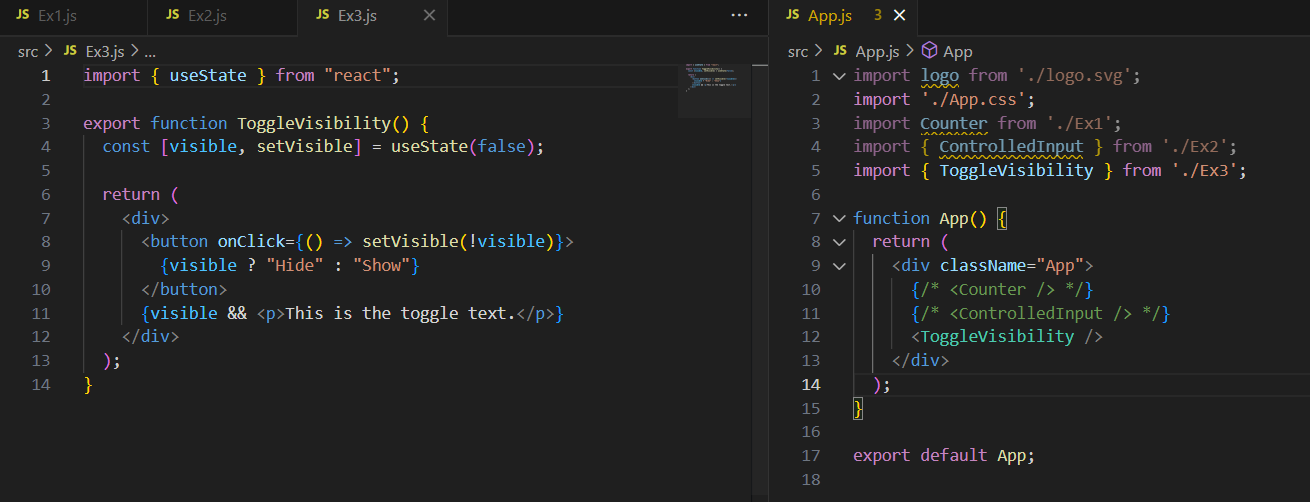 JS Ex1.js JS Ex2.js JS Ex3.js ✕ ···
src > JS Ex3.js > ...
1 import { useState } from "react";
2
3 export function ToggleVisibility() {
4   const [visible, setVisible] = useState(false);
5
6   return (
7     <div>
8       <button onClick={() => setVisible(!visible)}>
9         {visible ? "Hide" : "Show"}
10       </button>
11       {visible && <p>This is the toggle text.</p>}
12     </div>
13   );
14 }
JS App.js 3 ✕
src > JS App.js > App
1 import logo from './logo.svg';
2 import './App.css';
3 import Counter from './Ex1';
4 import { ControlledInput } from './Ex2';
5 import { ToggleVisibility } from './Ex3';
6
7 function App() {
8   return (
9     <div className="App">
10       {/* <Counter /> */}
11       {/* <ControlledInput /> */}
12       <ToggleVisibility />
13     </div>
14   );
15 }
16
17 export default App;
18